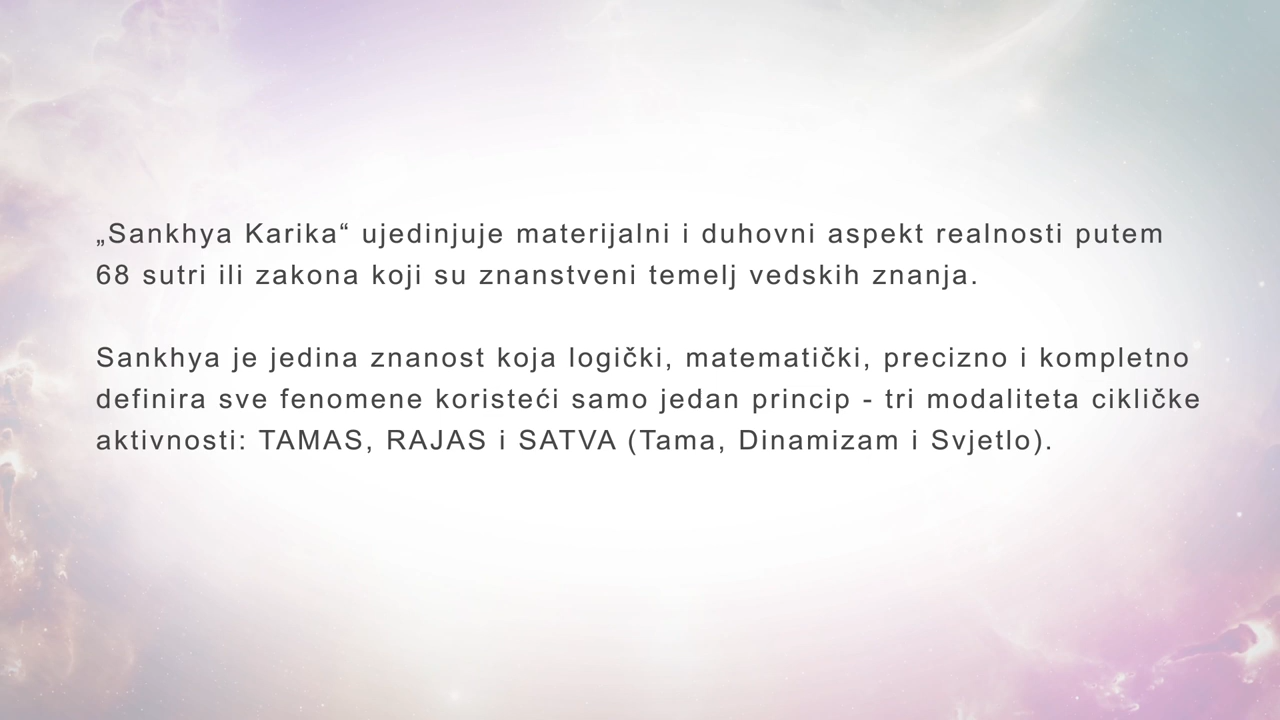 „Sankhya Karika“ ujedinjuje materijalni i duhovni aspekt realnosti putem
68 sutri ili zakona koji su znanstveni temelj vedskih znanja.
Sankhya je jedina znanost koja logički, matematički, precizno i kompletno
definira sve fenomene koristeći samo jedan princip - tri modaliteta cikličke
aktivnosti: TAMAS, RAJAS i SATVA (Tama, Dinamizam i Svjetlo).